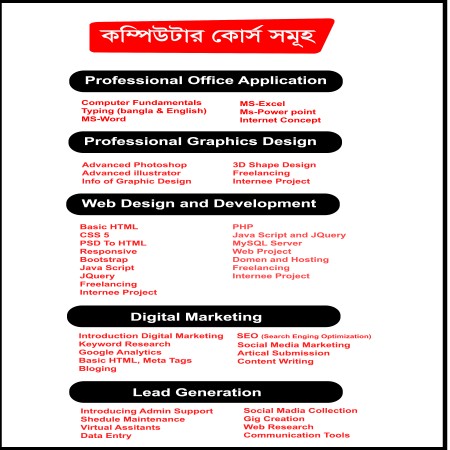 কম্পিউটার কোর্স সমূহ
Professional Office Application
Computer Fundamentals
Typing (bangla & English)
MS-Word
MS-Excel
Ms-Power point
Internet Concept
Professional Graphics Design
Advanced Photoshop
Advanced illustrator
Info of Graphic Design
3D Shape Design
Freelancing
Internee Project
Web Design and Development
Basic HTML
CSS 5
PSD To HTML
Responsive
Bootstrap
Java Script
JQuery
Freelancing
Internee Project
PHP
Java Script and JQuery
MySQL Server
Web Project
Domen and Hosting
Freelancing
Internee Project
Digital Marketing
Introduction Digital Marketing
Keyword Research
Google Analytics
Basic HTML, Meta Tags
Bloging
SEO (Search Enging Optimization)
Social Media Marketing
Artical Submission
Content Writing
Lead Generation
Introducing Admin Support
Shedule Maintenance
Virtual Assitants
Data Entry
Social Madia Collection
Gig Creation
Web Research
Communication Tools